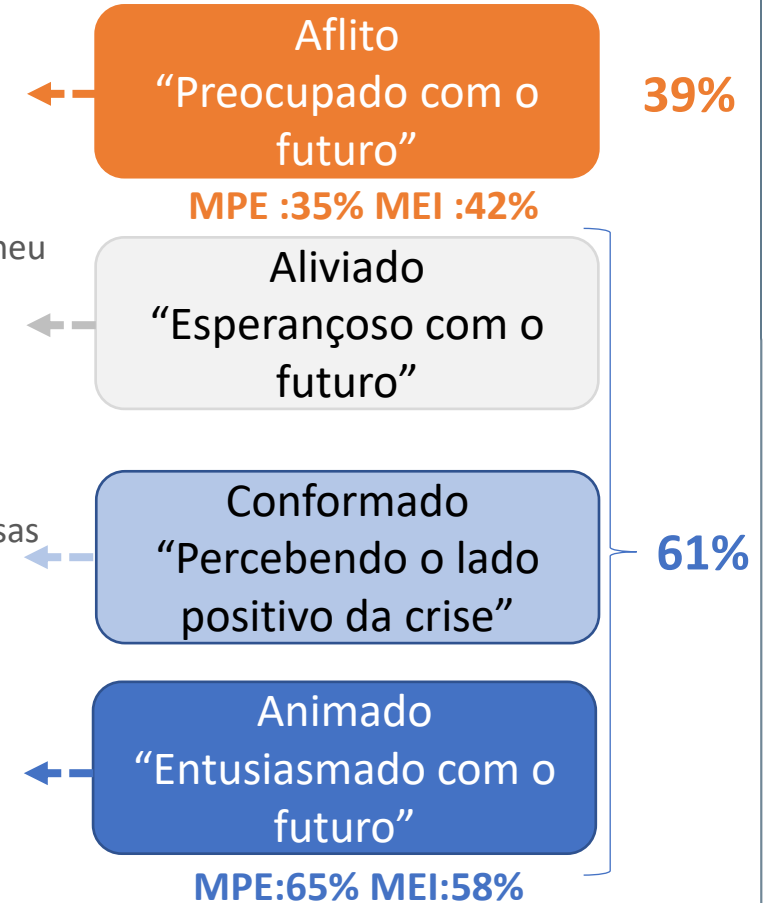 Aflito
“Preocupado com o
futuro”
39%
MPE :35% MEI :42%
Aliviado
“Esperançoso com o
futuro”
Conformado
“Percebendo o lado
positivo da crise”
61%
Animado
“Entusiasmado com o
futuro”
MPE:65% MEI:58%